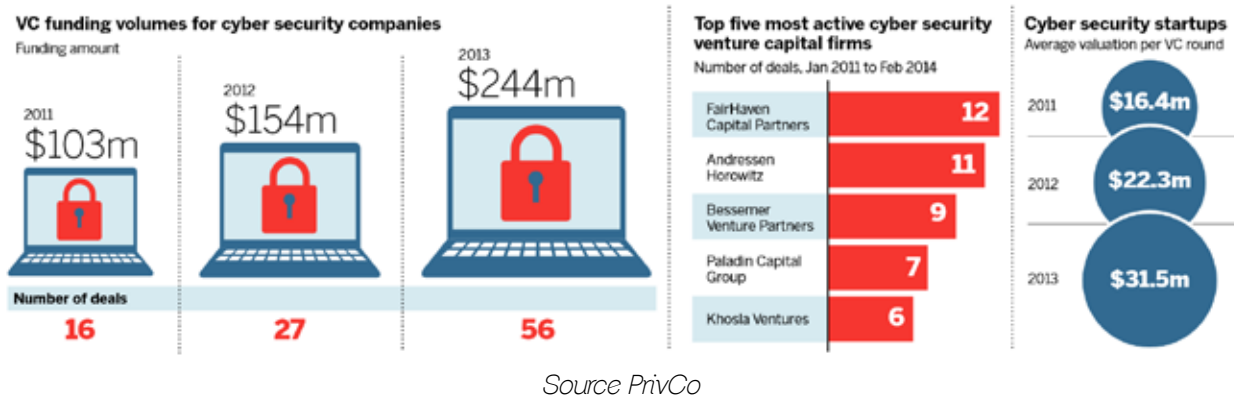 VC funding volumes for cyber security companies
Funding amount
2011
$103m
2012
$154m
2013
$244m
Number of deals
16
27
56
Top five most active cyber security
venture capital firms
Number of deals, Jan 2011 to Feb 2014
FairHaven
Capital Partners
12
Andressen
Horowitz
11
Bessemer
Venture Partners
9
Paladin Capital
Group
7
Khosla Ventures
6
Cyber security startups
Average valuation per VC round
2011
$16.4m
2012
$22.3m
2013
$31.5m
Source PrivCo